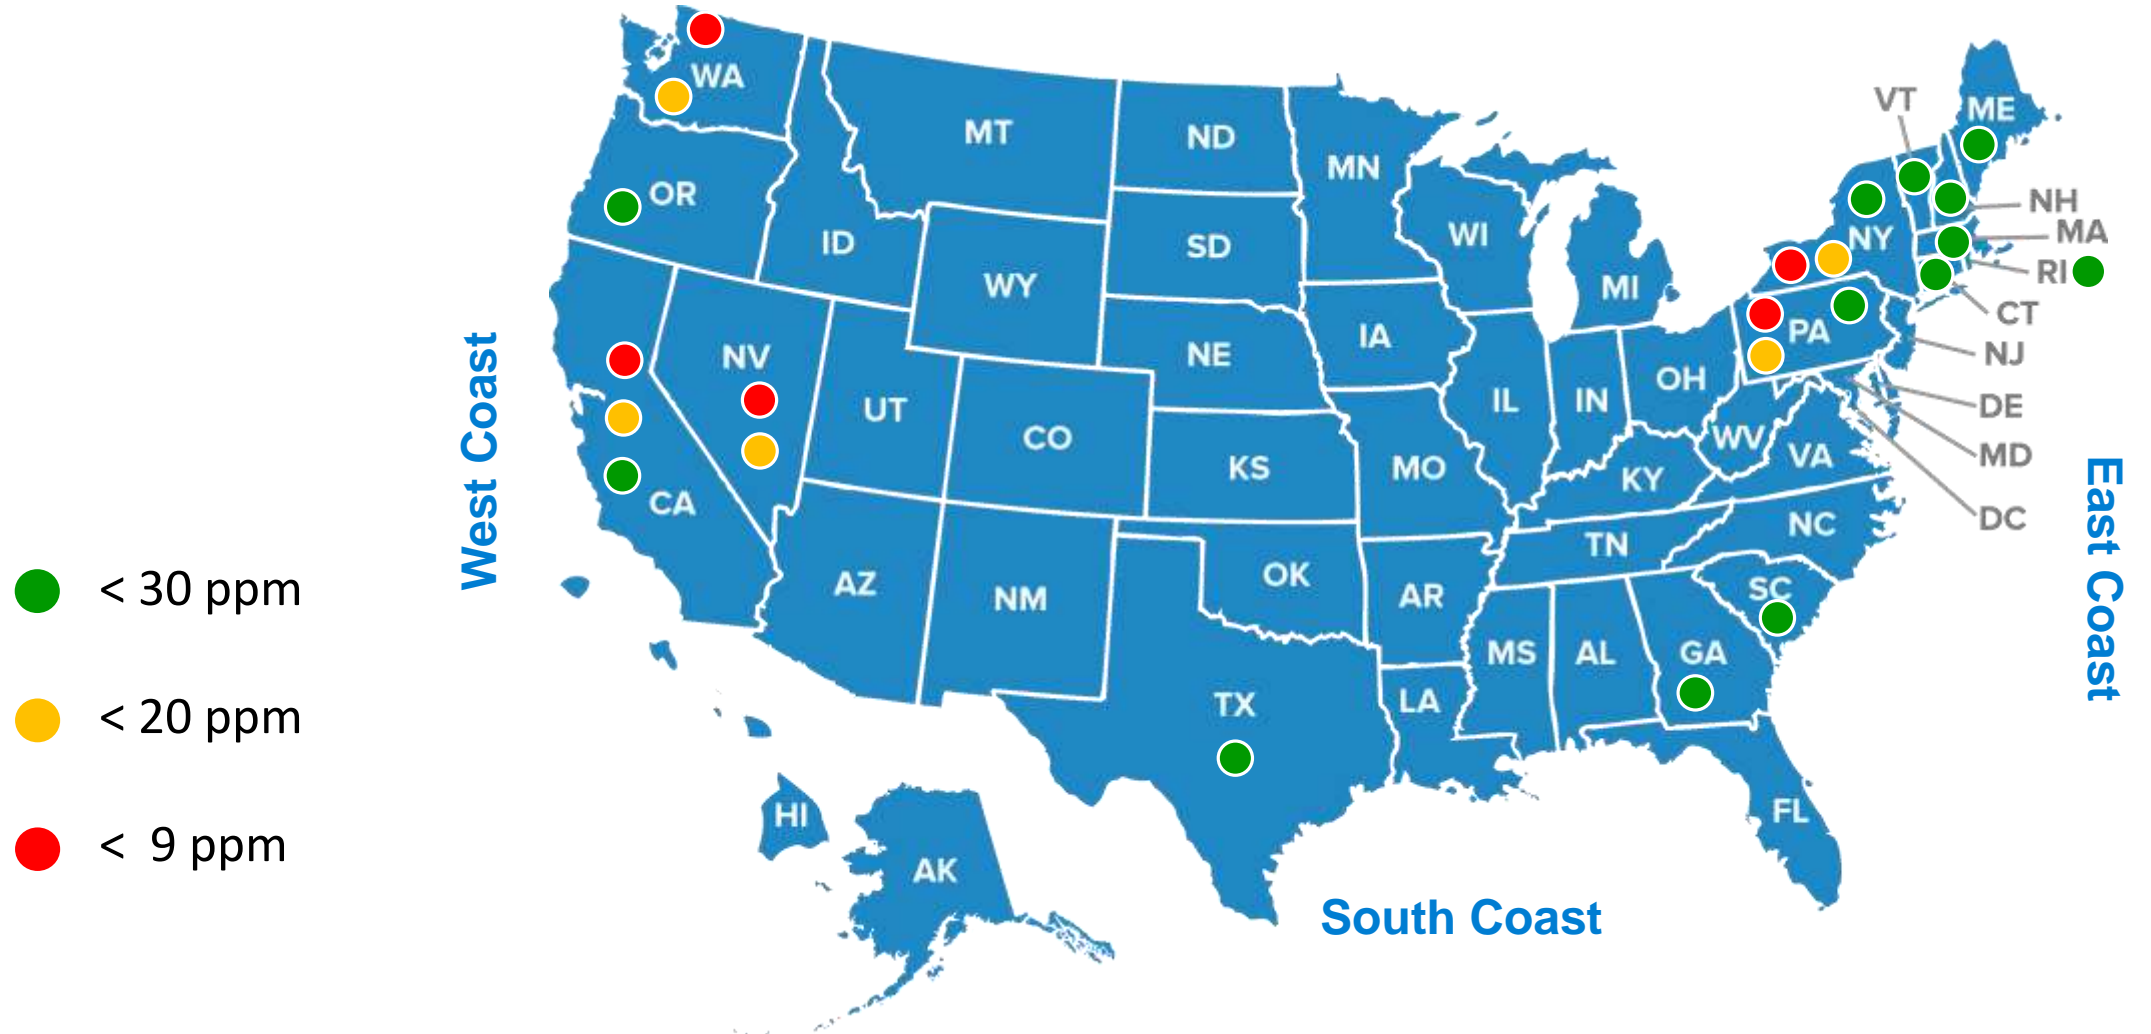 WA
VT
ME
MT
ND
MN
OR
NH
MA
NY
RI
ID
SD
WI
WY
MI
CT
PA
NJ
IA
NV
NE
OH
IL
IN
DE
UT
CO
WV
MD
VA
KS
MO
KY
CA
DC
NC
TN
West Coast
East Coast
AZ
NM
OK
AR
SC
< 30 ppm
MS
AL
GA
TX
LA
< 20 ppm
HI
FL
< 9 ppm
AK
South Coast